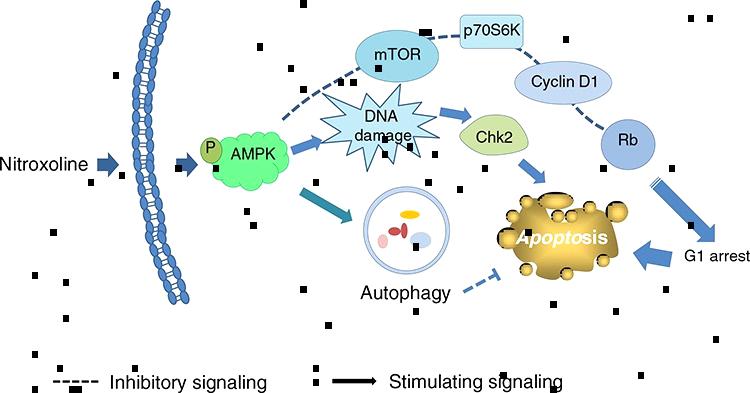 p70S6K
mTOR
Cyclin D1
DNA
damage
Chk2
Rb
P
AMPK
Nitroxoline
Apoptosis
G1 arrest
Autophagy
Inhibitory signaling
Stimulating signaling